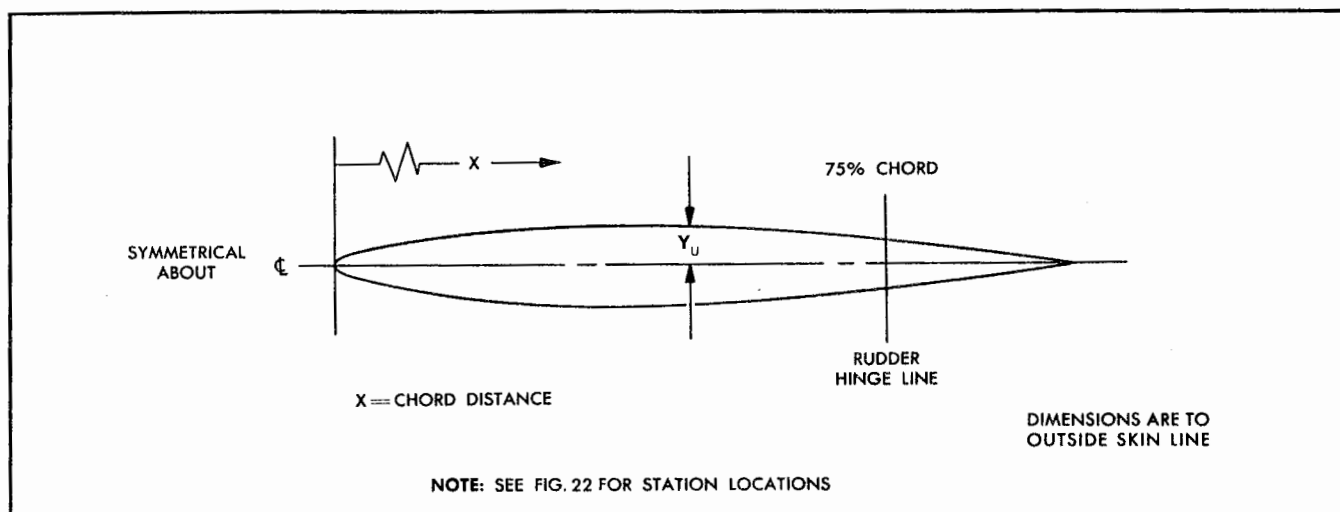 X
75% CHORD
SYMMETRICAL
ABOUT
℄
Y_U
RUDDER
HINGE LINE
X = CHORD DISTANCE
DIMENSIONS ARE TO
OUTSIDE SKIN LINE
NOTE: SEE FIG. 22 FOR STATION LOCATIONS